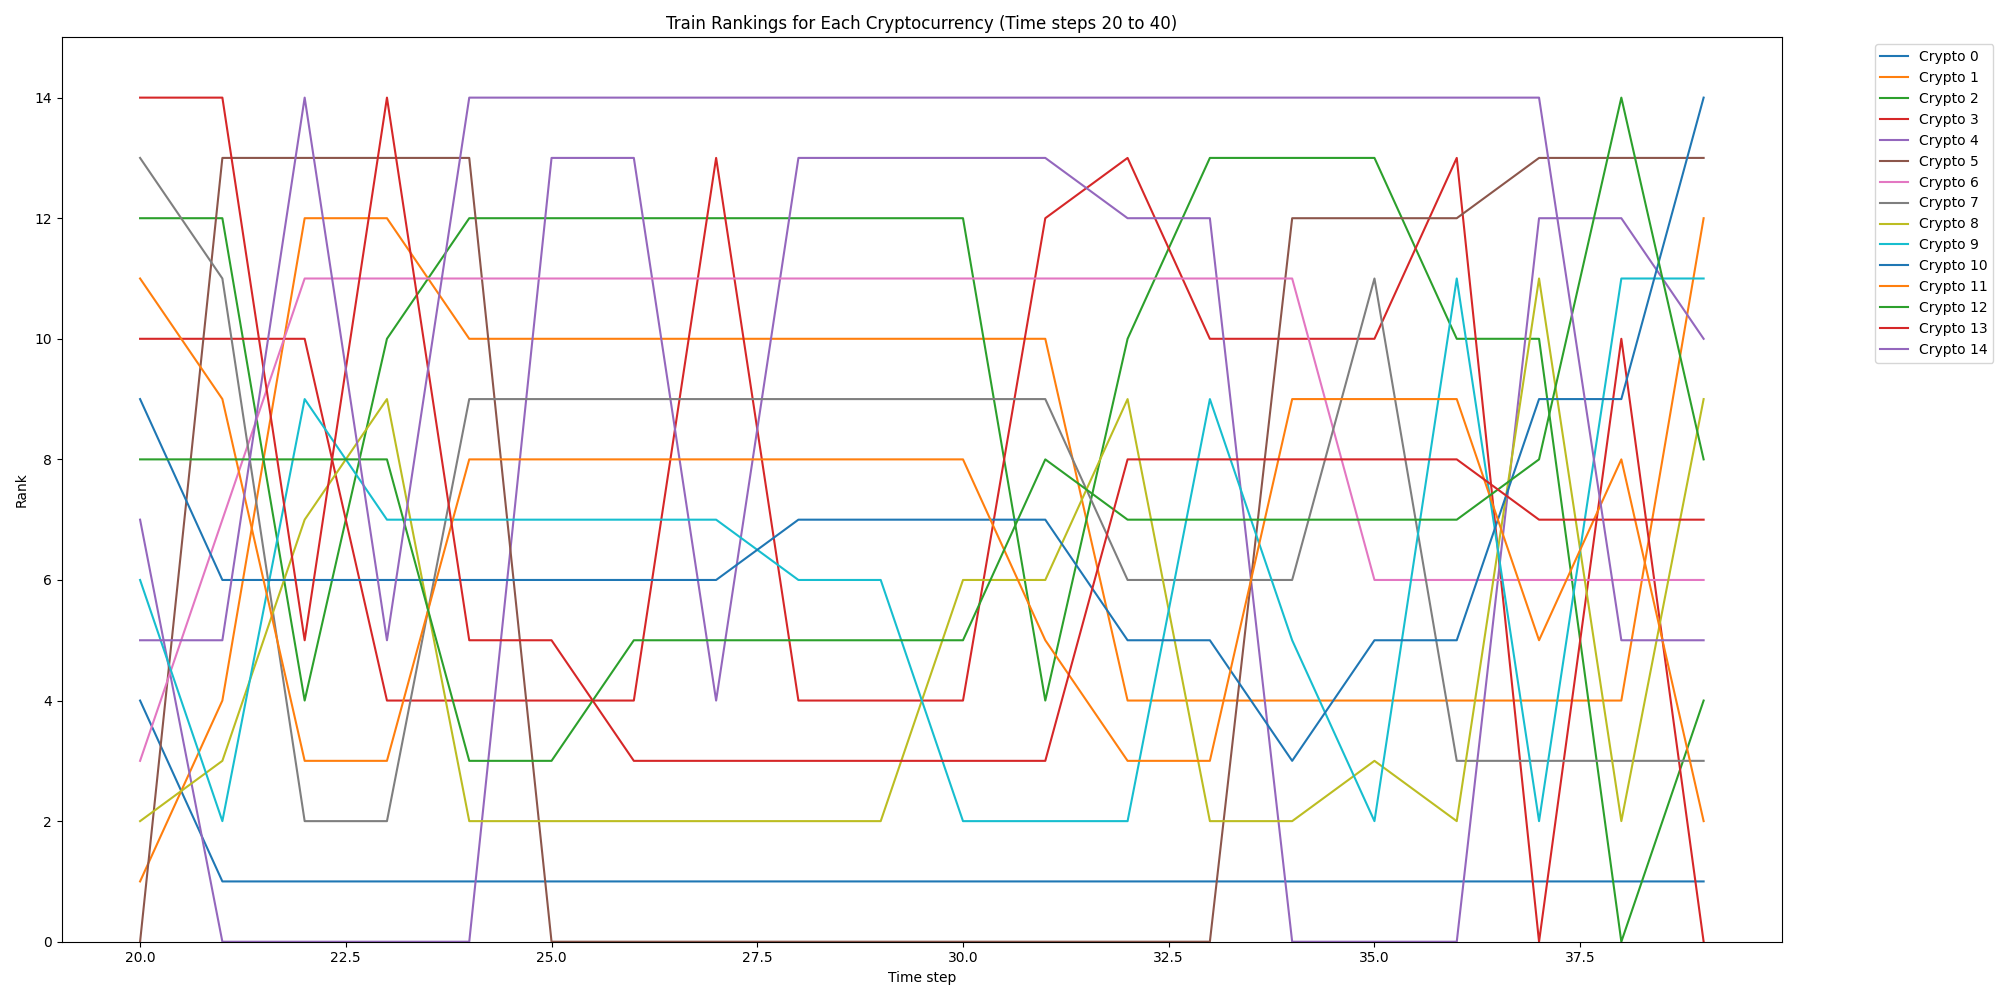 Train Rankings for Each Cryptocurrency (Time steps 20 to 40)
14
12
10
8
6
4
2
0
Rank
20.0 22.5 25.0 27.5 30.0 32.5 35.0 37.5
Time step
Crypto 0
Crypto 1
Crypto 2
Crypto 3
Crypto 4
Crypto 5
Crypto 6
Crypto 7
Crypto 8
Crypto 9
Crypto 10
Crypto 11
Crypto 12
Crypto 13
Crypto 14